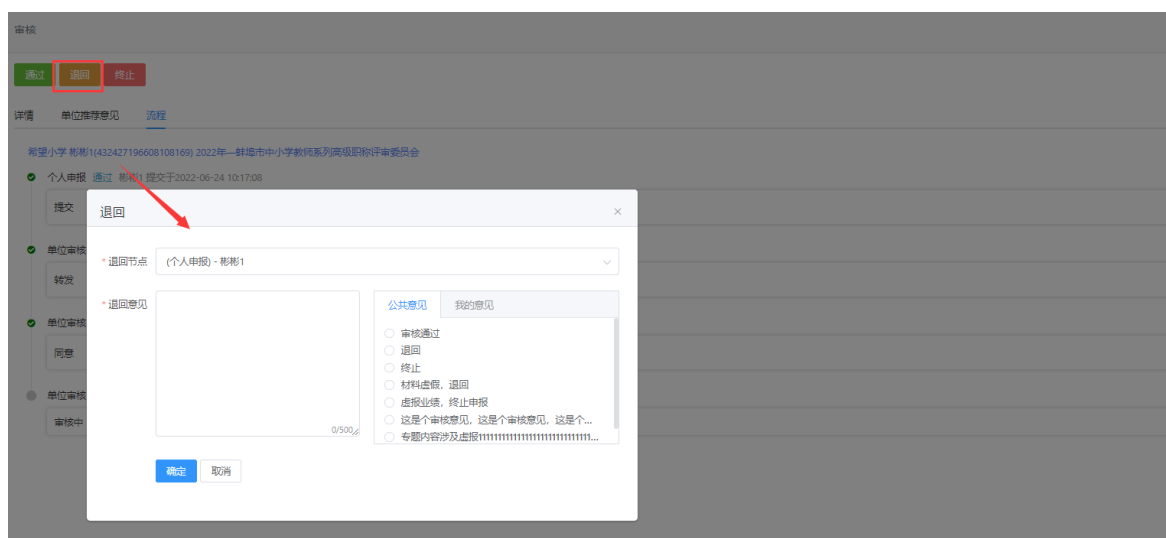 审核
通过
退回
终止
详情
单位推荐意见
流程
希望小学 彬彬1(432427196608108169) 2022年—蚌埠市中小学教师系列高级职称评审委员会
个人申报 通过 彬彬1 提交于2022-06-24 10:17:08
提交
退回
×
单位审核
* 退回节点
(个人申报) - 彬彬1
转发
* 退回意见
公共意见
我的意见
审核通过
单位审核
退回
同意
终止
材料虚假，退回
单位审核
虚报业绩，终止申报
审核中
这是个审核意见，这是个审核意见，这是个...
0/500
专题内容涉及虚报1111111111111111111111111111...
确定
取消